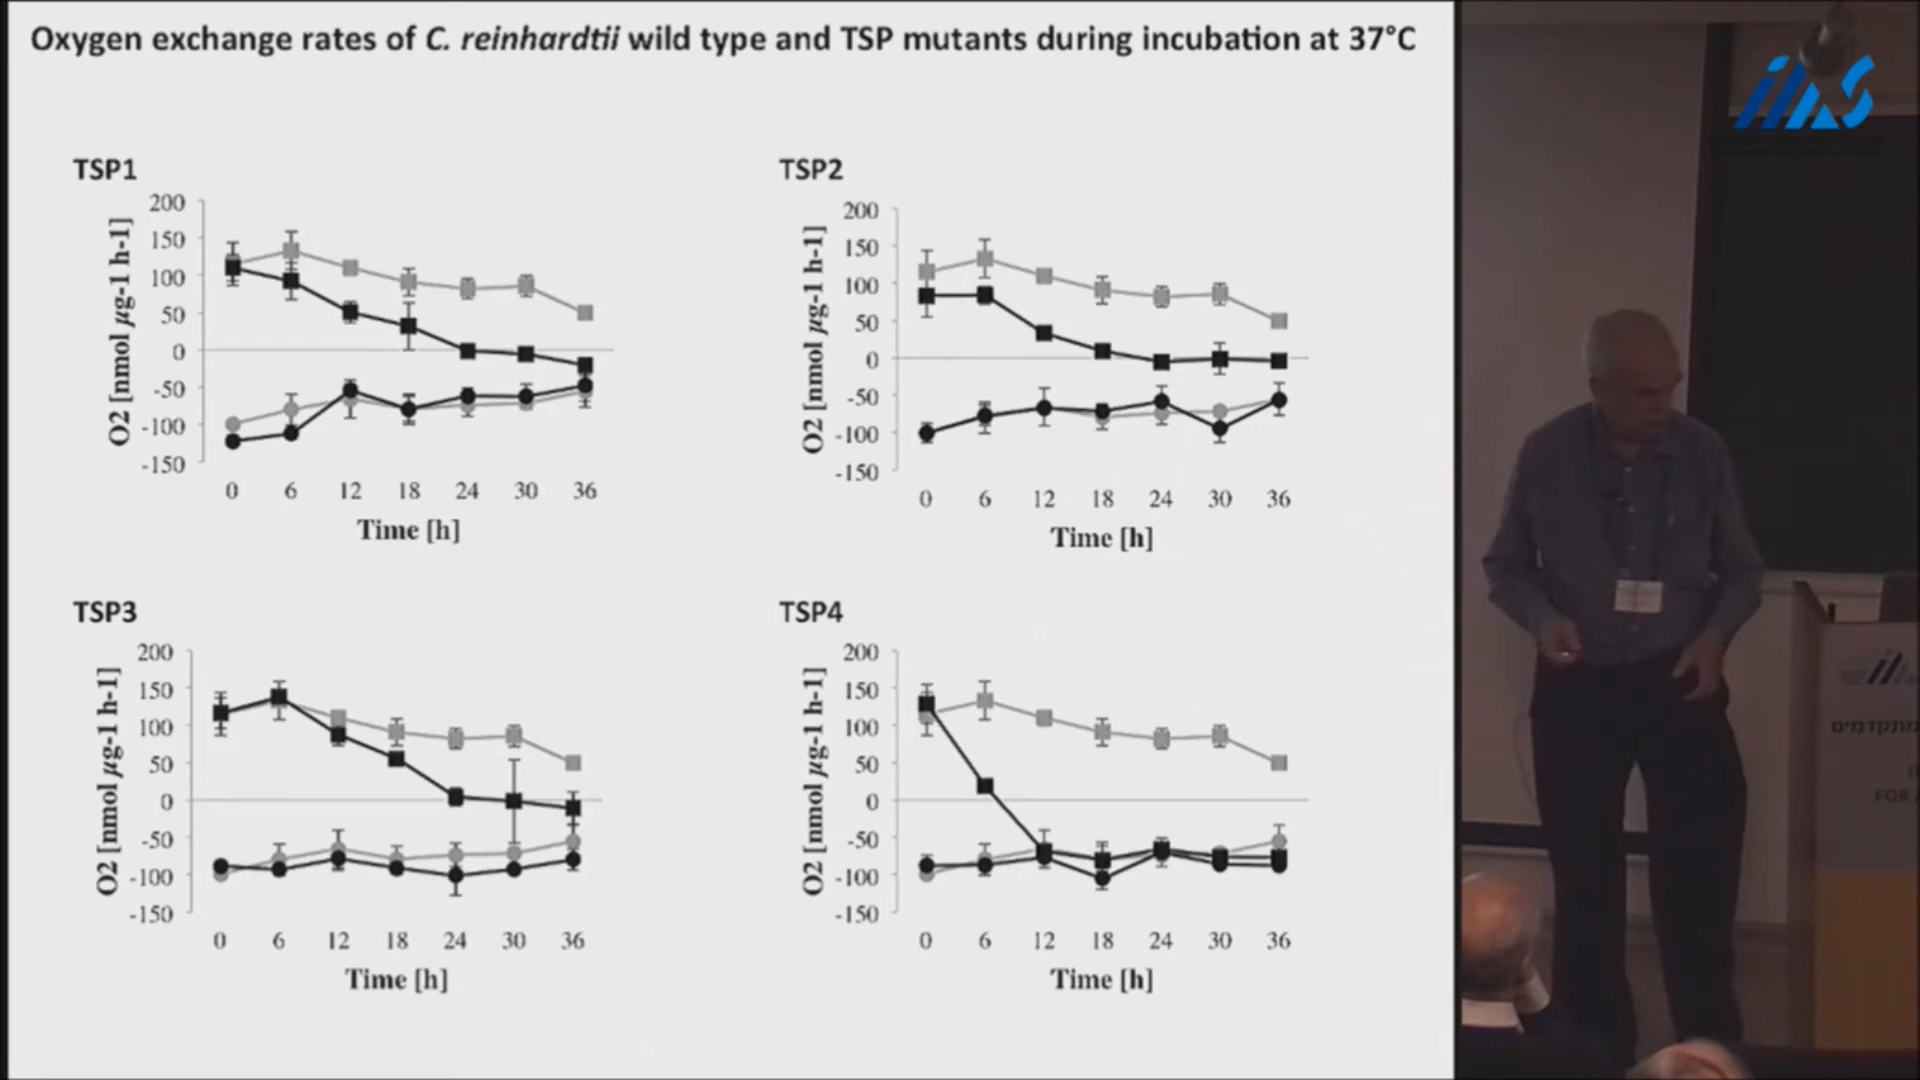 Oxygen exchange rates of C. reinhardtii wild type and TSP mutants during incubation at 37°C
iias
TSP1
200
150
100
50
0
-50
-100
-150
O2 [nmol µg-1 h-1]
0 6 12 18 24 30 36
Time [h]
TSP2
200
150
100
50
0
-50
-100
-150
O2 [nmol µg-1 h-1]
0 6 12 18 24 30 36
Time [h]
TSP3
200
150
100
50
0
-50
-100
-150
O2 [nmol µg-1 h-1]
0 6 12 18 24 30 36
Time [h]
TSP4
200
150
100
50
0
-50
-100
-150
O2 [nmol µg-1 h-1]
0 6 12 18 24 30 36
Time [h]
מתקדמים
FOR